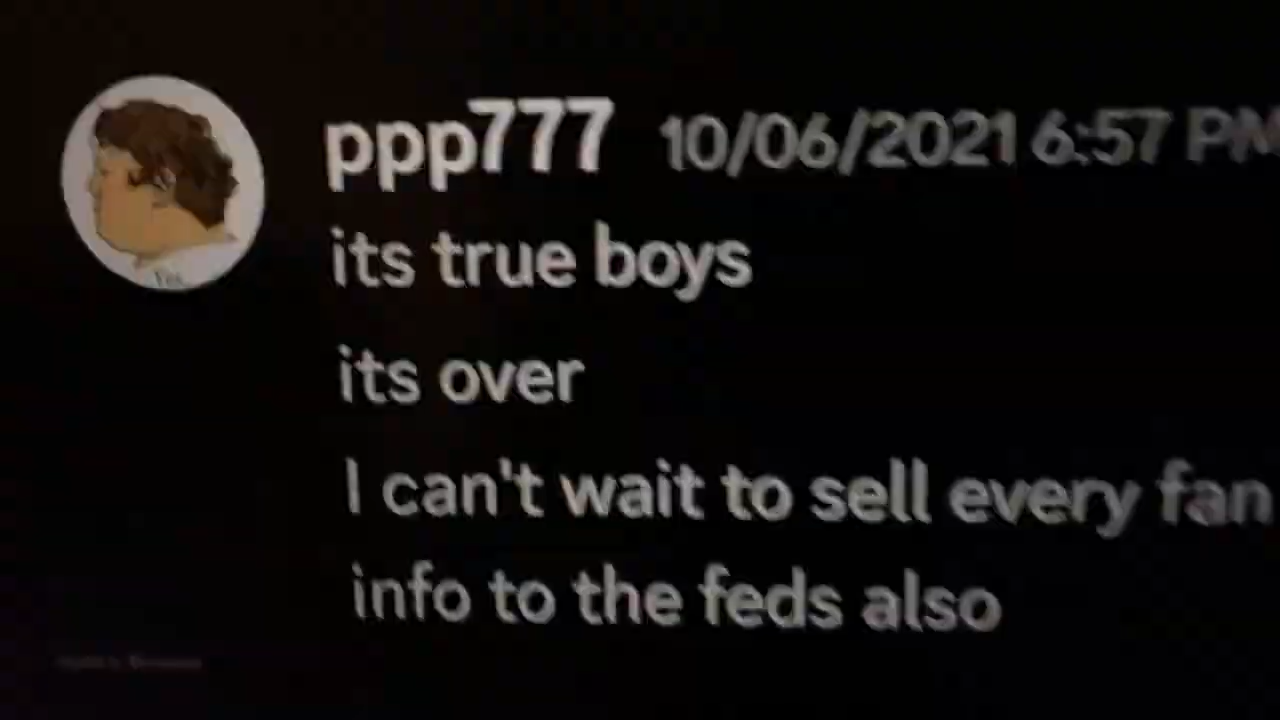 ppp777 10/06/2021 6:57 PM
its true boys
its over
I can't wait to sell every fan
info to the feds also
Yes